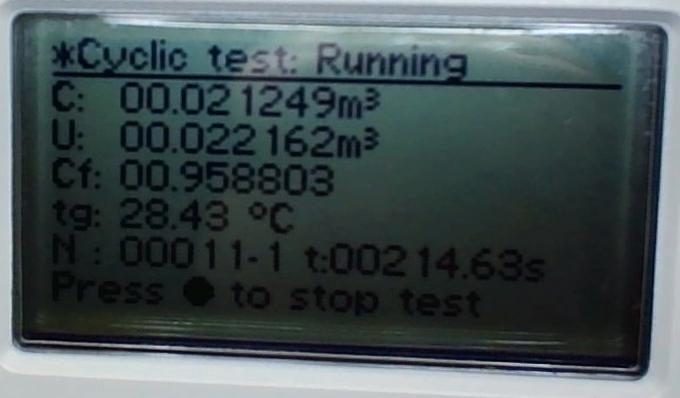 *Cyclic test: Running
C: 00.021249m³
U: 00.022162m³
Cf: 00.958803
tg: 28.43 °C
N : 00011-1 t:00214.63s
Press ● to stop test